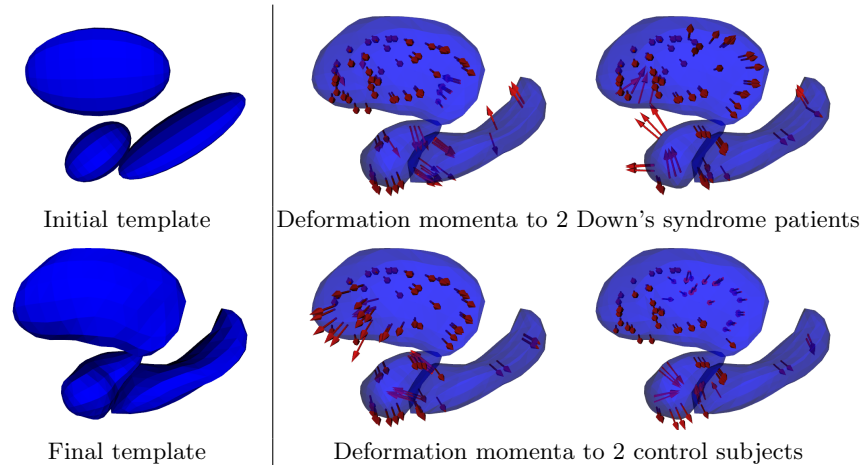 Initial template
Deformation momenta to 2 Down's syndrome patients
Final template
Deformation momenta to 2 control subjects